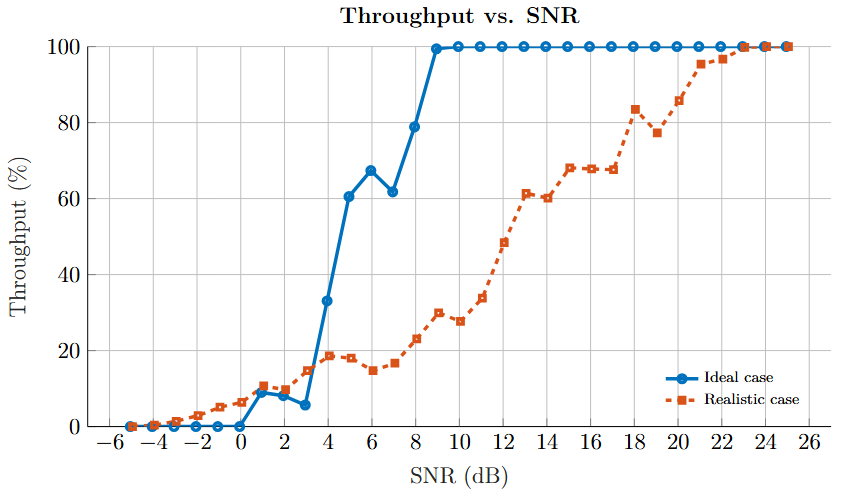 Throughput vs. SNR
100
80
60
40
20
0
Throughput (%)
−6 −4 −2 0 2 4 6 8 10 12 14 16 18 20 22 24 26
SNR (dB)
Ideal case
Realistic case